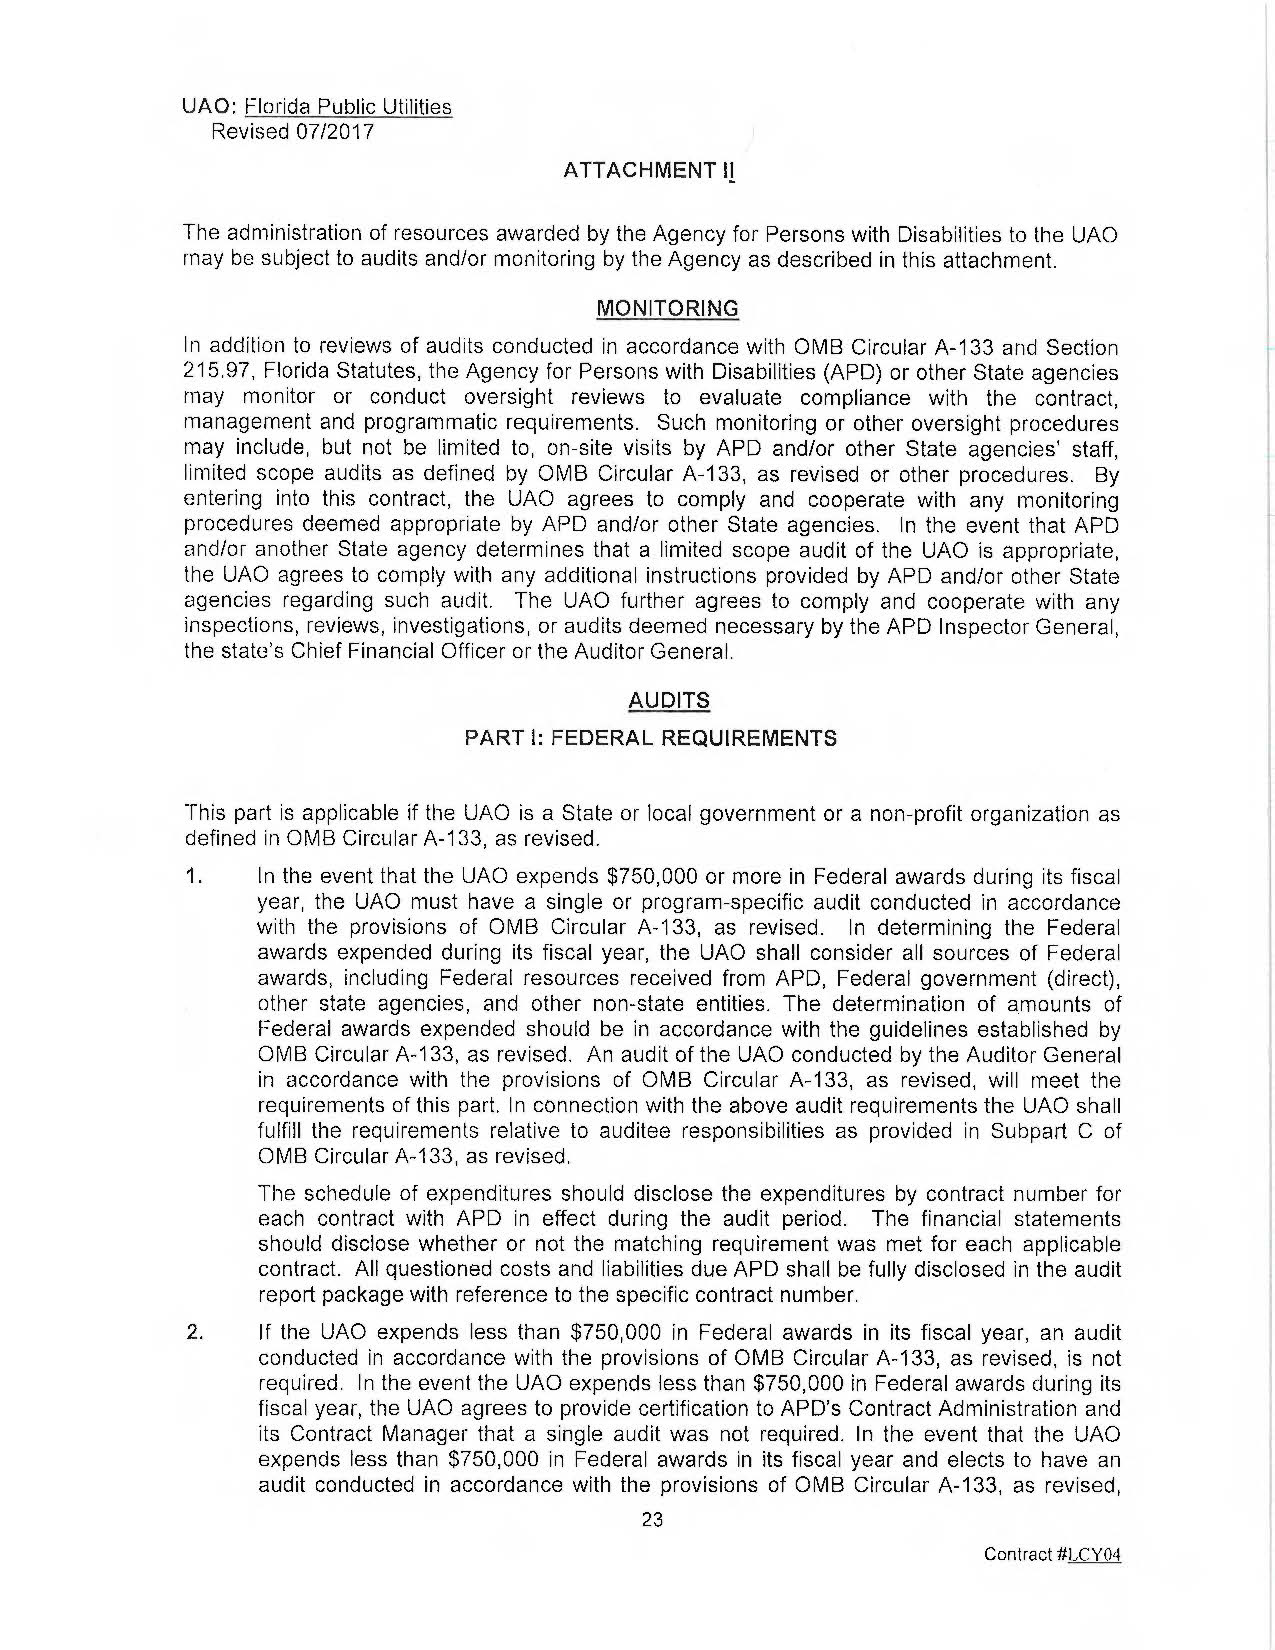 UAO: Florida Public Utilities
Revised 07/2017
ATTACHMENT II
The administration of resources awarded by the Agency for Persons with Disabilities to the UAO
may be subject to audits and/or monitoring by the Agency as described in this attachment.
MONITORING
In addition to reviews of audits conducted in accordance with OMB Circular A-133 and Section
215.97, Florida Statutes, the Agency for Persons with Disabilities (APD) or other State agencies
may monitor or conduct oversight reviews to evaluate compliance with the contract,
management and programmatic requirements. Such monitoring or other oversight procedures
may include, but not be limited to, on-site visits by APD and/or other State agencies' staff,
limited scope audits as defined by OMB Circular A-133, as revised or other procedures. By
entering into this contract, the UAO agrees to comply and cooperate with any monitoring
procedures deemed appropriate by APD and/or other State agencies. In the event that APD
and/or another State agency determines that a limited scope audit of the UAO is appropriate,
the UAO agrees to comply with any additional instructions provided by APD and/or other State
agencies regarding such audit. The UAO further agrees to comply and cooperate with any
inspections, reviews, investigations, or audits deemed necessary by the APD Inspector General,
the state's Chief Financial Officer or the Auditor General.
AUDITS
PART I: FEDERAL REQUIREMENTS
This part is applicable if the UAO is a State or local government or a non-profit organization as
defined in OMB Circular A-133, as revised.
1. In the event that the UAO expends $750,000 or more in Federal awards during its fiscal
year, the UAO must have a single or program-specific audit conducted in accordance
with the provisions of OMB Circular A-133, as revised. In determining the Federal
awards expended during its fiscal year, the UAO shall consider all sources of Federal
awards, including Federal resources received from APD, Federal government (direct),
other state agencies, and other non-state entities. The determination of amounts of
Federal awards expended should be in accordance with the guidelines established by
OMB Circular A-133, as revised. An audit of the UAO conducted by the Auditor General
in accordance with the provisions of OMB Circular A-133, as revised, will meet the
requirements of this part. In connection with the above audit requirements the UAO shall
fulfill the requirements relative to auditee responsibilities as provided in Subpart C of
OMB Circular A-133, as revised.
The schedule of expenditures should disclose the expenditures by contract number for
each contract with APD in effect during the audit period. The financial statements
should disclose whether or not the matching requirement was met for each applicable
contract. All questioned costs and liabilities due APD shall be fully disclosed in the audit
report package with reference to the specific contract number.
2. If the UAO expends less than $750,000 in Federal awards in its fiscal year, an audit
conducted in accordance with the provisions of OMB Circular A-133, as revised, is not
required. In the event the UAO expends less than $750,000 in Federal awards during its
fiscal year, the UAO agrees to provide certification to APD's Contract Administration and
its Contract Manager that a single audit was not required. In the event that the UAO
expends less than $750,000 in Federal awards in its fiscal year and elects to have an
audit conducted in accordance with the provisions of OMB Circular A-133, as revised,
23
Contract #LCY04